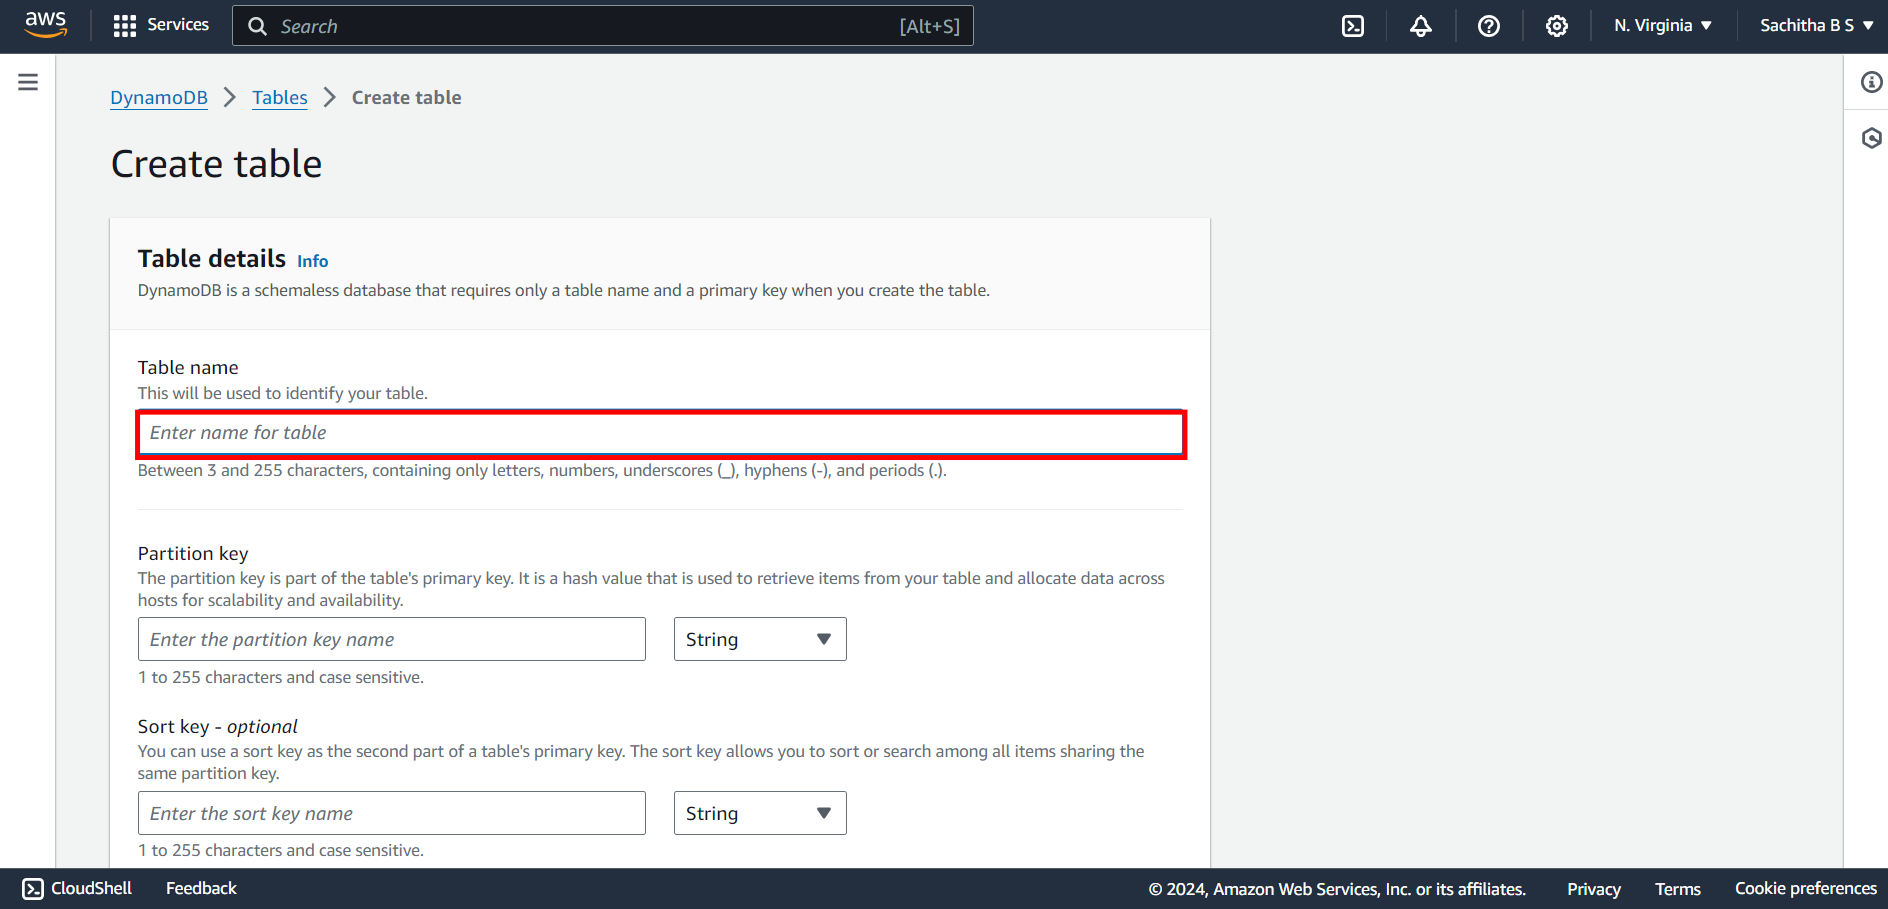 aws
Services
Search
[Alt+S]
N. Virginia
Sachitha B S
DynamoDB
Tables
Create table
Create table
Table details Info
DynamoDB is a schemaless database that requires only a table name and a primary key when you create the table.
Table name
This will be used to identify your table.
Enter name for table
Between 3 and 255 characters, containing only letters, numbers, underscores (_), hyphens (-), and periods (.).
Partition key
The partition key is part of the table's primary key. It is a hash value that is used to retrieve items from your table and allocate data across
hosts for scalability and availability.
Enter the partition key name
String
1 to 255 characters and case sensitive.
Sort key - optional
You can use a sort key as the second part of a table's primary key. The sort key allows you to sort or search among all items sharing the
same partition key.
Enter the sort key name
String
1 to 255 characters and case sensitive.
CloudShell
Feedback
© 2024, Amazon Web Services, Inc. or its affiliates.
Privacy
Terms
Cookie preferences